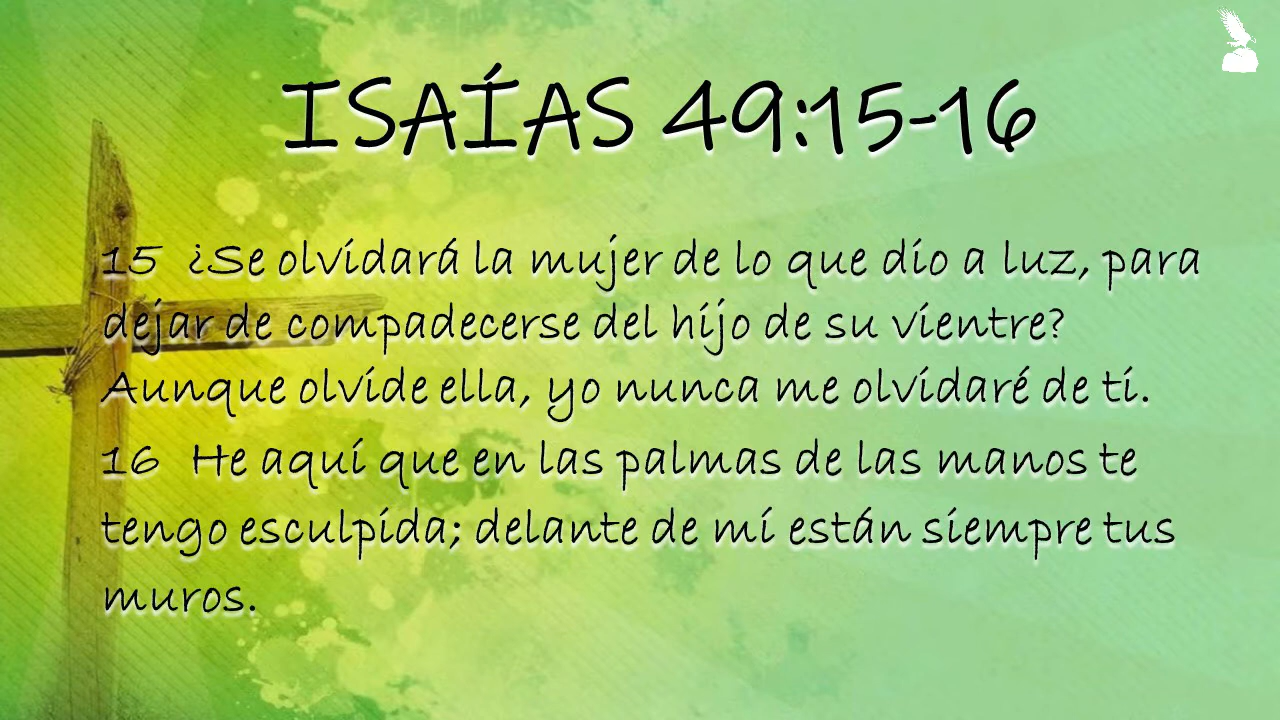 ISAÍAS 49:15-16
15 ¿Se olvidará la mujer de lo que dio a luz, para
dejar de compadecerse del hijo de su vientre?
Aunque olvide ella, yo nunca me olvidaré de ti.
16 He aquí que en las palmas de las manos te
tengo esculpida; delante de mí están siempre tus
muros.